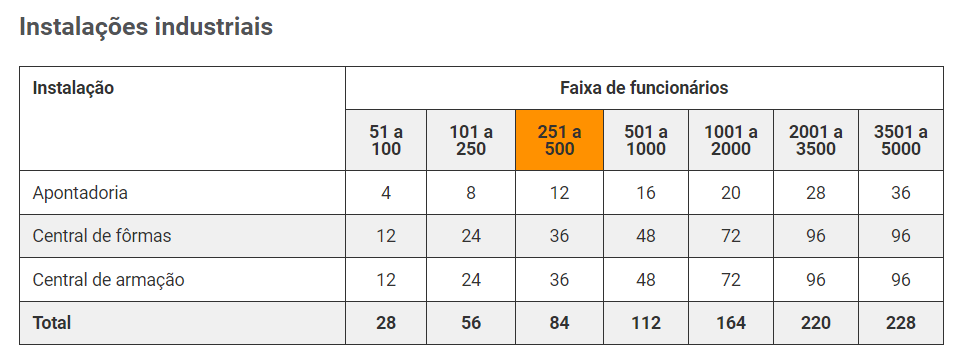 Instalações industriais
Instalação Faixa de funcionários
51 a 100 101 a 250 251 a 500 501 a 1000 1001 a 2000 2001 a 3500 3501 a 5000
Apontadoria 4 8 12 16 20 28 36
Central de fôrmas 12 24 36 48 72 96 96
Central de armação 12 24 36 48 72 96 96
Total 28 56 84 112 164 220 228